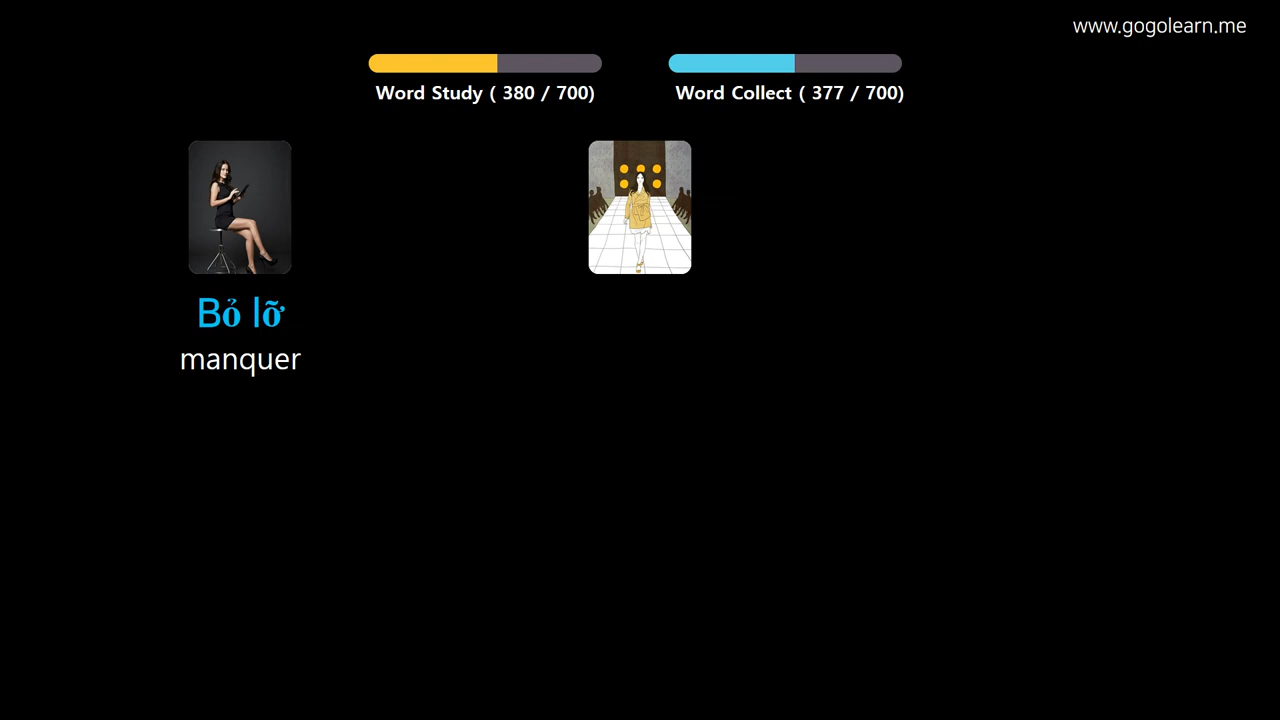 www.gogolearn.me
Word Study ( 380 / 700)
Word Collect ( 377 / 700)
Bỏ lỡ
manquer